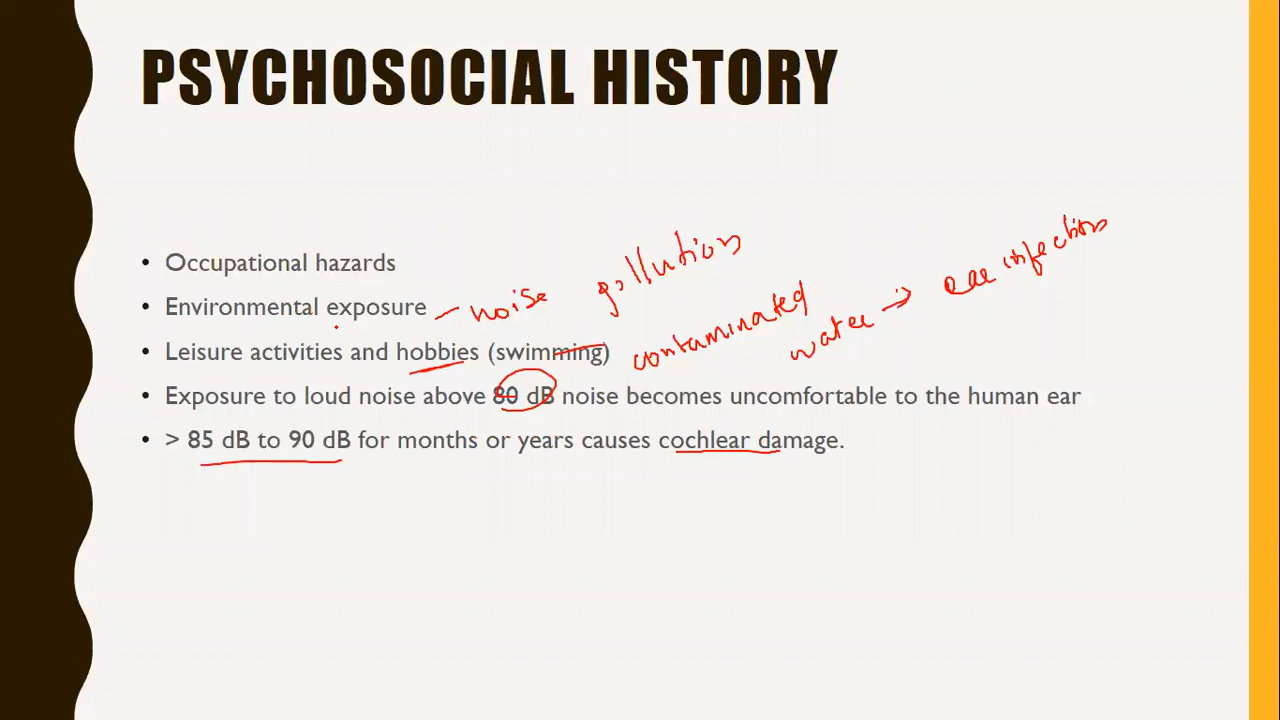 PSYCHOSOCIAL HISTORY
• Occupational hazards
• Environmental exposure – noise pollution
• Leisure activities and hobbies (swimming) contaminated water → ear infections
• Exposure to loud noise above 80 dB noise becomes uncomfortable to the human ear
• > 85 dB to 90 dB for months or years causes cochlear damage.